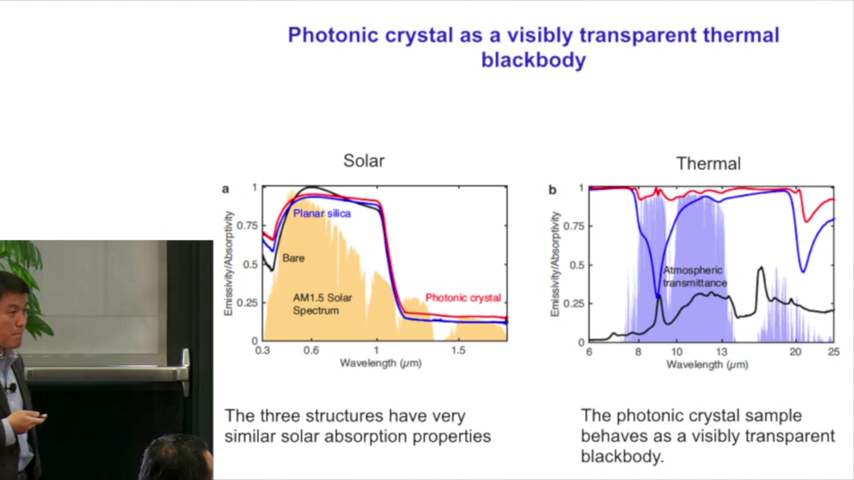 Photonic crystal as a visibly transparent thermal
blackbody
Solar
a
1
0.75
0.5
0.25
0
Emissivity/Absorptivity
Planar silica
Bare
AM1.5 Solar
Spectrum
Photonic crystal
0.3 0.6 1 1.5
Wavelength (µm)
The three structures have very
similar solar absorption properties
Thermal
b
1
0.75
0.5
0.25
0
Emissivity/Absorptivity
Atmospheric
transmittance
6 8 10 13 20 25
Wavelength (µm)
The photonic crystal sample
behaves as a visibly transparent
blackbody.